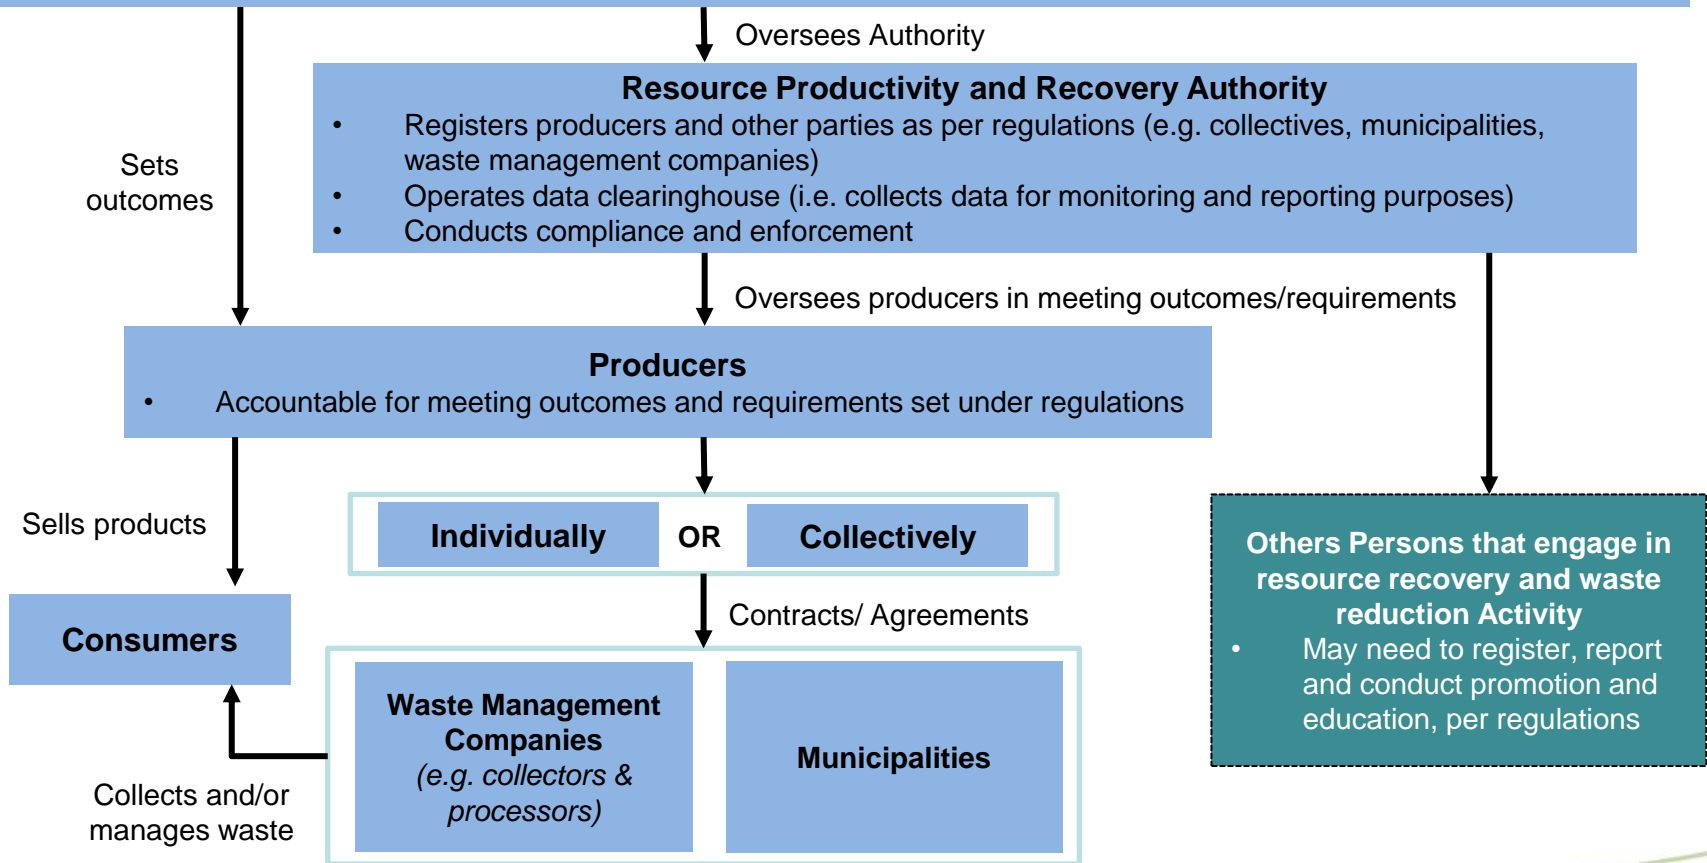 Oversees Authority
Resource Productivity and Recovery Authority
• Registers producers and other parties as per regulations (e.g. collectives, municipalities,
waste management companies)
• Operates data clearinghouse (i.e. collects data for monitoring and reporting purposes)
• Conducts compliance and enforcement
Sets
outcomes
Oversees producers in meeting outcomes/requirements
Producers
• Accountable for meeting outcomes and requirements set under regulations
Sells products
Individually
OR
Collectively
Contracts/ Agreements
Consumers
Waste Management
Companies
(e.g. collectors &
processors)
Municipalities
Collects and/or
manages waste
Others Persons that engage in
resource recovery and waste
reduction Activity
• May need to register, report
and conduct promotion and
education, per regulations